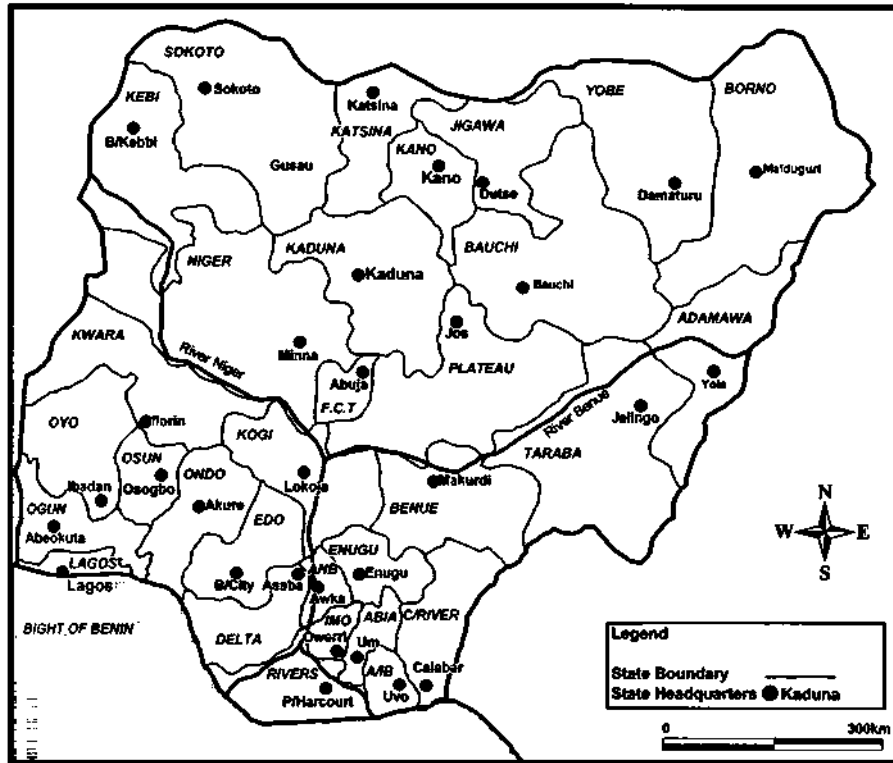 SOKOTO
Sokoto
KEBI
B/Kebbi
Gusau
Katsina
KATSINA
JIGAWA
KANO
Kano
Dutse
YOBE
Damaturu
BORNO
Maiduguri
NIGER
KADUNA
Kaduna
BAUCHI
Bauchi
ADAMAWA
KWARA
River Niger
Minna
Jos
PLATEAU
Abuja
F.C.T
Yola
Jalingo
River Benue
TARABA
OYO
Ilorin
KOGI
OSUN
Osogbo
ONDO
Lokoja
Makurdi
BENUE
Ibadan
OGUN
Abeokuta
Akure
EDO
LAGOS
Lagos
B/City
Asaba
A/IB
Awka
ENUGU
Enugu
IMO
Owerri
ABIA
Um
C/RIVER
DELTA
BIGHT OF BENIN
RIVERS
P/Harcourt
A/IB
Uyo
Calabar
N
W
E
S
Legend
State Boundary
State Headquarters Kaduna
0 300km